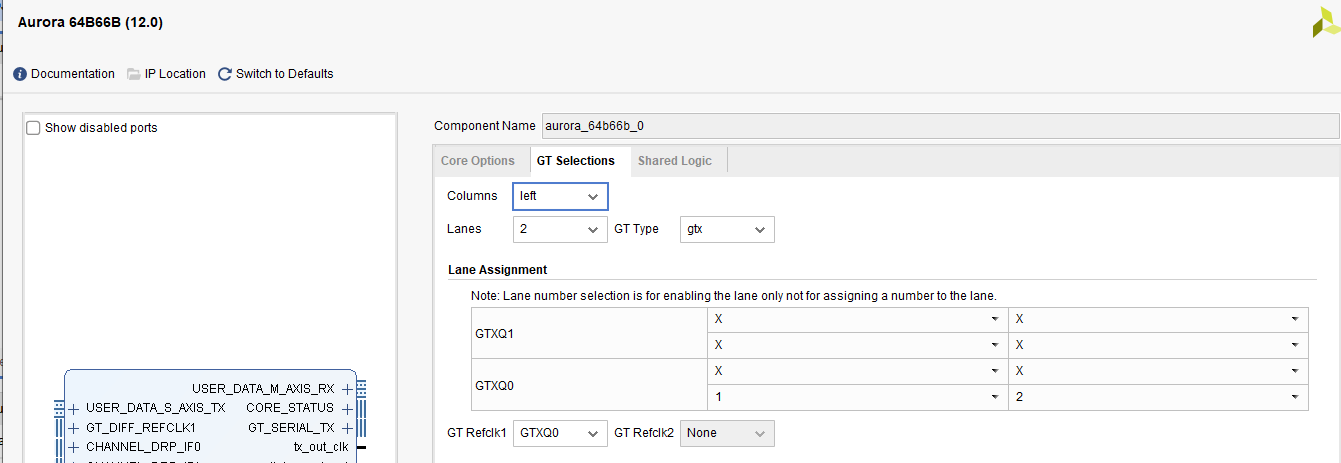 Aurora 64B66B (12.0)
Documentation IP Location Switch to Defaults
Show disabled ports
USER_DATA_M_AXIS_RX
USER_DATA_S_AXIS_TX CORE_STATUS
GT_DIFF_REFCLK1 GT_SERIAL_TX
CHANNEL_DRP_IF0 tx_out_clk
Component Name aurora_64b66b_0
Core Options GT Selections Shared Logic
Columns left
Lanes 2 GT Type gtx
Lane Assignment
Note: Lane number selection is for enabling the lane only not for assigning a number to the lane.
GTXQ1 X X
X X
GTXQ0 X X
1 2
GT Refclk1 GTXQ0 GT Refclk2 None